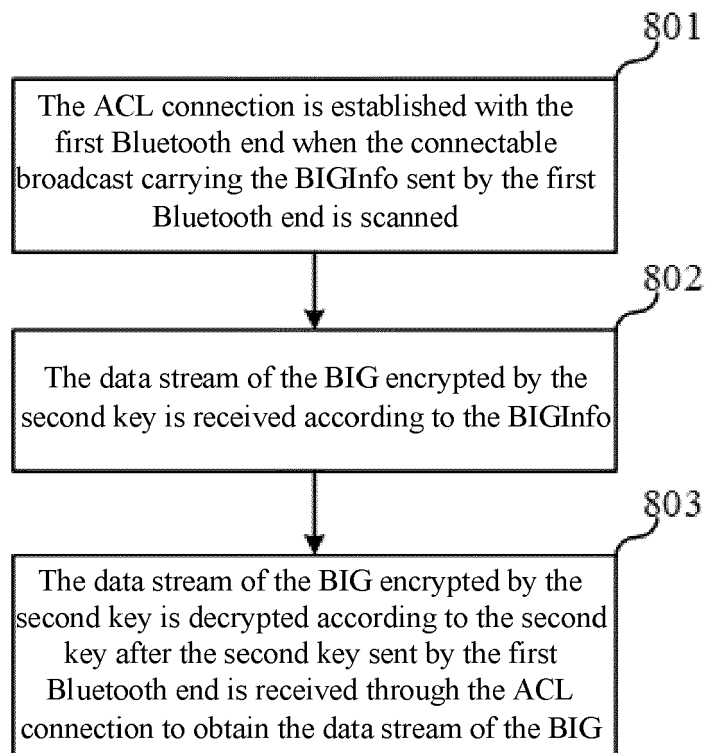 801
The ACL connection is established with the
first Bluetooth end when the connectable
broadcast carrying the BIGInfo sent by the first
Bluetooth end is scanned
802
The data stream of the BIG encrypted by the
second key is received according to the BIGInfo
803
The data stream of the BIG encrypted by the
second key is decrypted according to the second
key after the second key sent by the first
Bluetooth end is received through the ACL
connection to obtain the data stream of the BIG